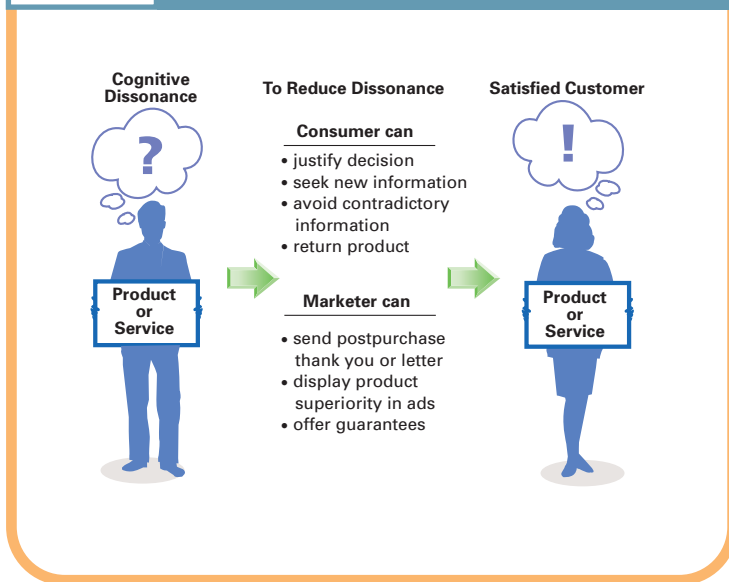 Cognitive
Dissonance
?
Product
or
Service
To Reduce Dissonance
Consumer can
• justify decision
• seek new information
• avoid contradictory
information
• return product
Marketer can
• send postpurchase
thank you or letter
• display product
superiority in ads
• offer guarantees
Satisfied Customer
!
Product
or
Service